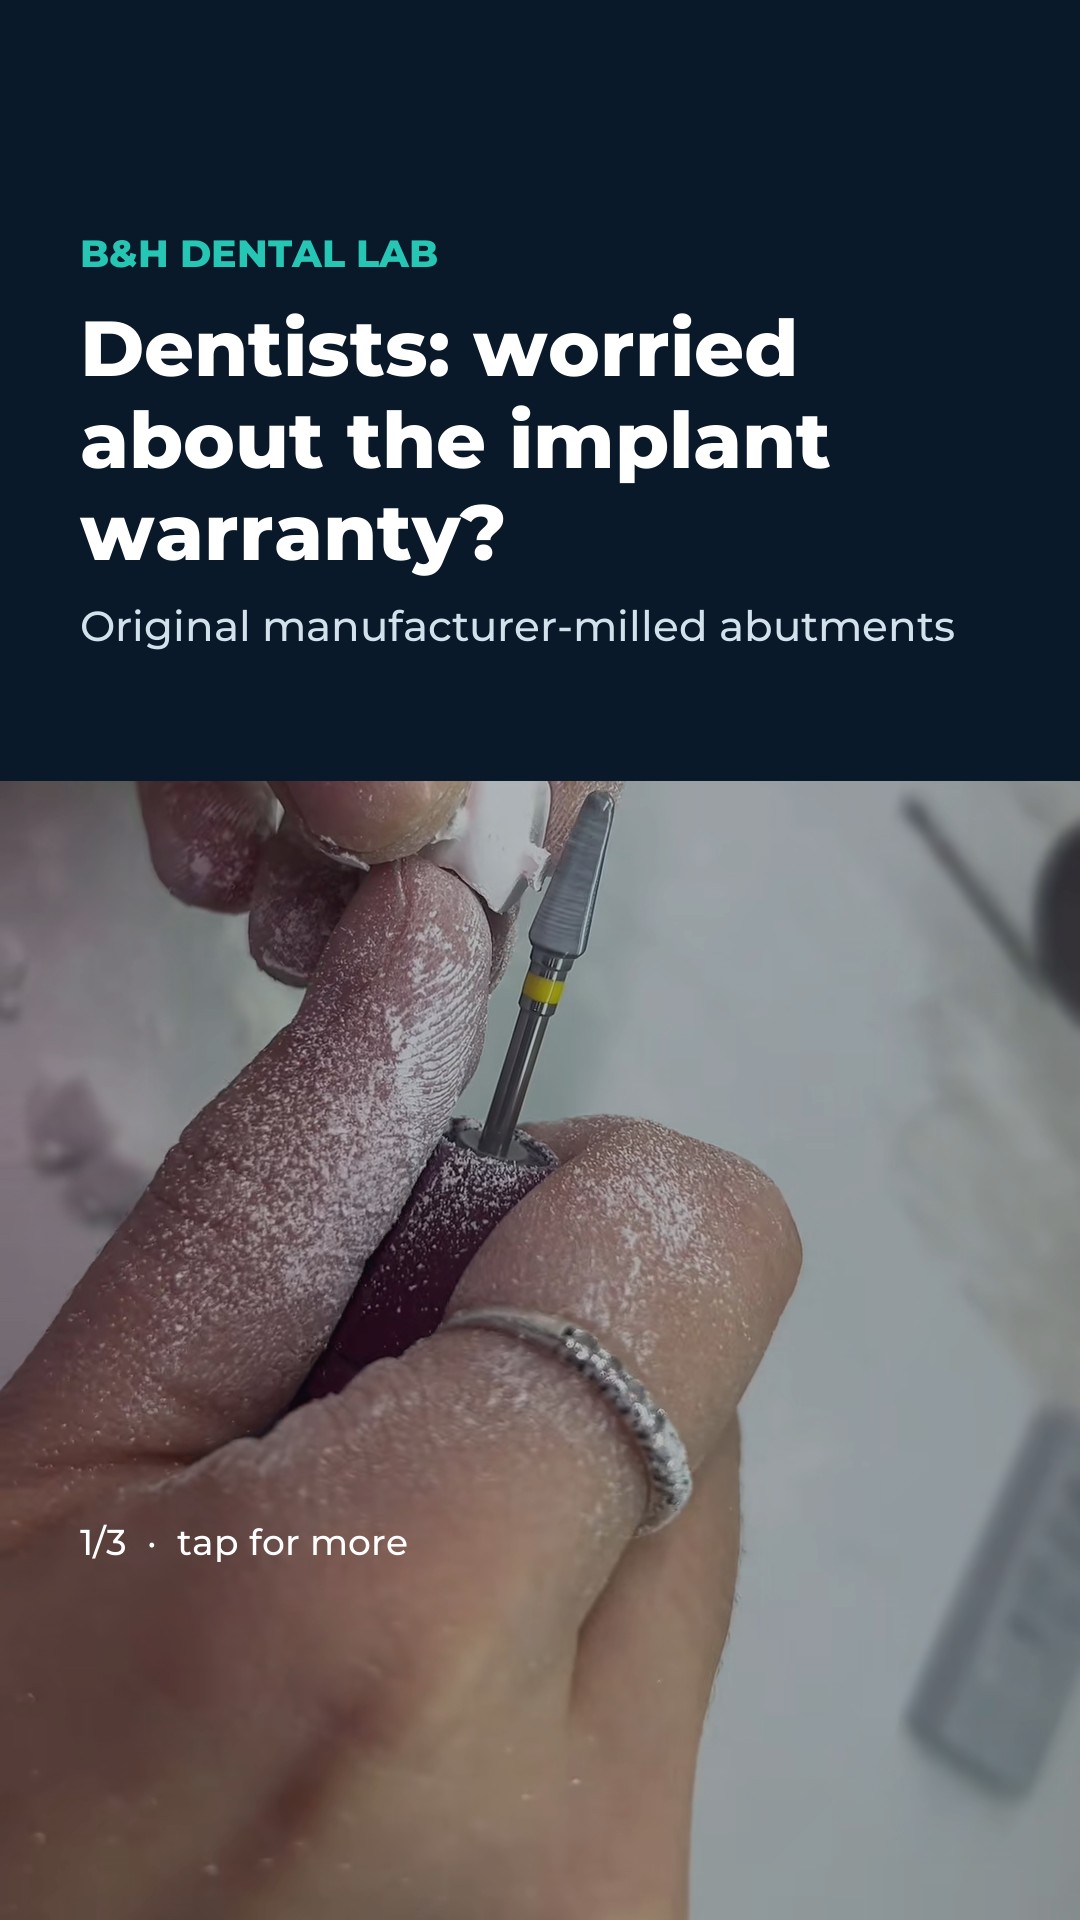 B&H DENTAL LAB
Dentists: worried
about the implant
warranty?
Original manufacturer-milled abutments
1/3 · tap for more